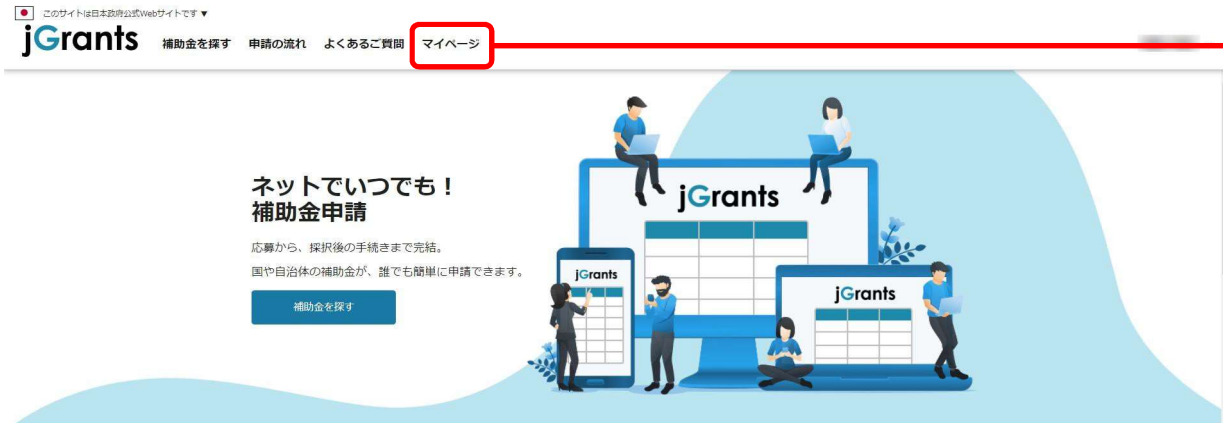 このサイトは日本政府公式Webサイトです ▼
jGrants 補助金を探す 申請の流れ よくあるご質問 マイページ
ネットでいつでも！
補助金申請
応募から、採択後の手続きまで完結。
国や自治体の補助金が、誰でも簡単に申請できます。
補助金を探す
jGrants
jGrants
jGrants